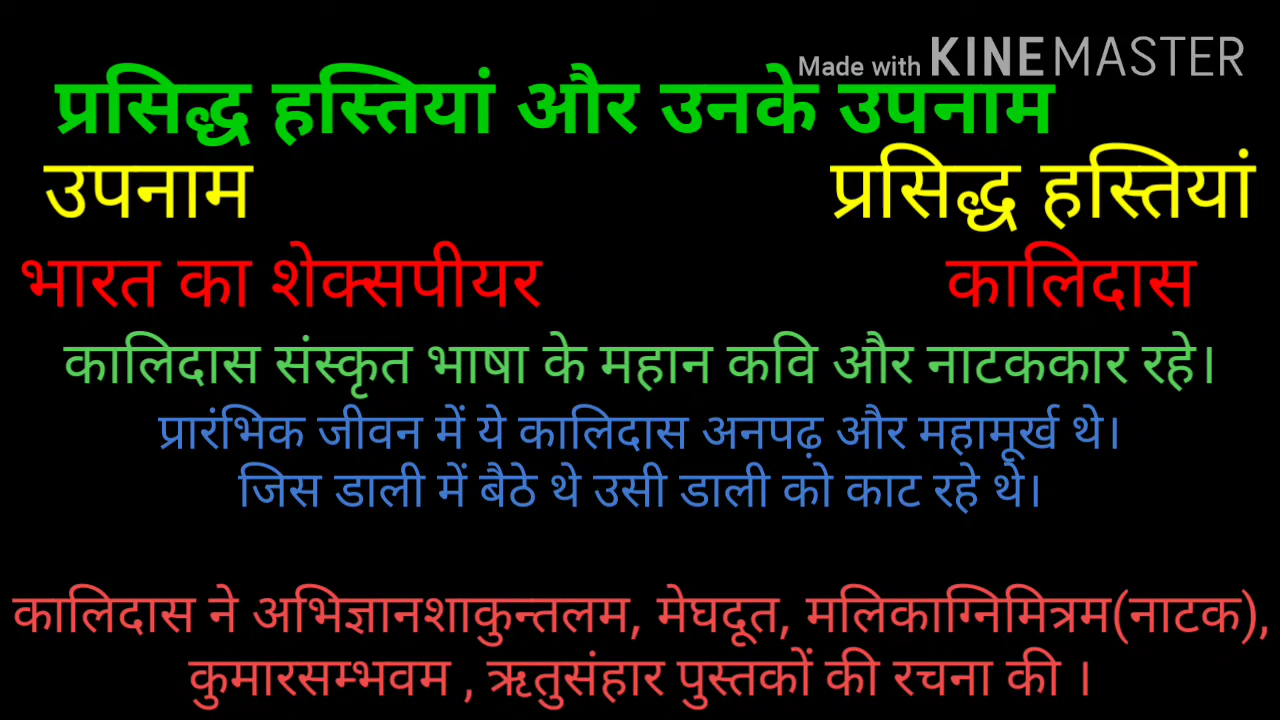 Made with KINEMASTER
प्रसिद्ध हस्तियां और उनके उपनाम
उपनाम प्रसिद्ध हस्तियां
भारत का शेक्सपीयर कालिदास
कालिदास संस्कृत भाषा के महान कवि और नाटककार रहे।
प्रारंभिक जीवन में ये कालिदास अनपढ़ और महामूर्ख थे।
जिस डाली में बैठे थे उसी डाली को काट रहे थे।
कालिदास ने अभिज्ञानशाकुन्तलम, मेघदूत, मलिकाग्निमित्रम(नाटक),
कुमारसम्भवम , ऋतुसंहार पुस्तकों की रचना की ।